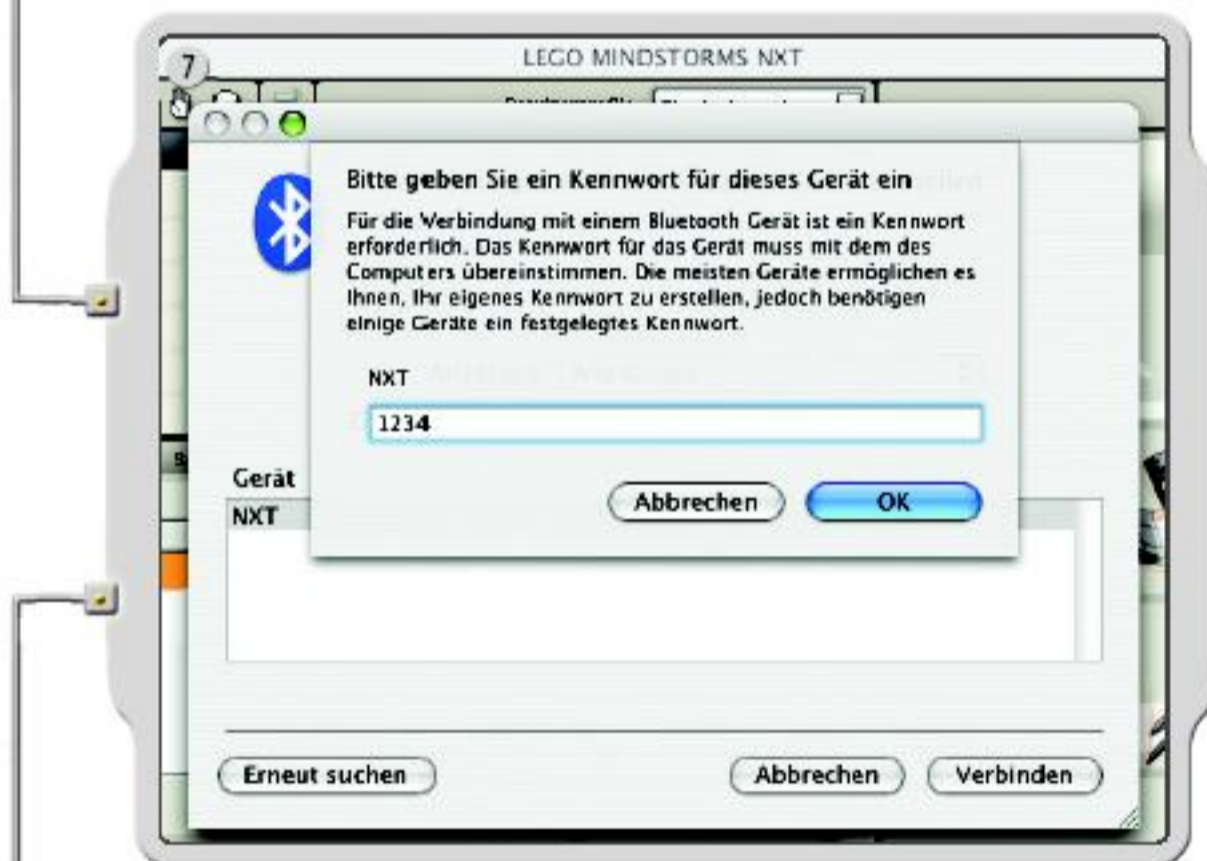 7
LEGO MINDSTORMS NXT
Bitte geben Sie ein Kennwort für dieses Gerät ein
Für die Verbindung mit einem Bluetooth Gerät ist ein Kennwort
erforderlich. Das Kennwort für das Gerät muss mit dem des
Computers übereinstimmen. Die meisten Geräte ermöglichen es
Ihnen, Ihr eigenes Kennwort zu erstellen, jedoch benötigen
einige Geräte ein festgelegtes Kennwort.
NXT
1234
Abbrechen OK
Gerät
NXT
Erneut suchen Abbrechen Verbinden